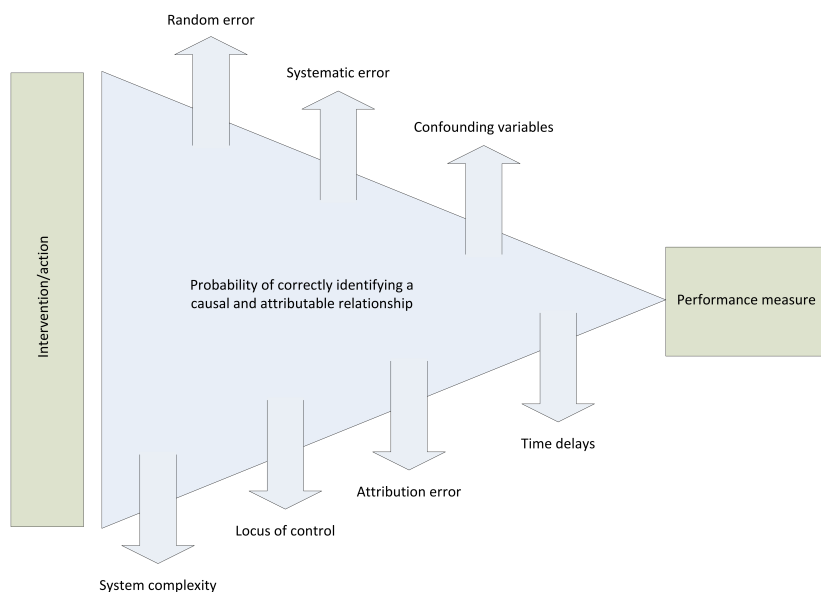 Random error
Systematic error
Confounding variables
Intervention/action
Probability of correctly identifying a
causal and attributable relationship
Performance measure
Time delays
Attribution error
Locus of control
System complexity